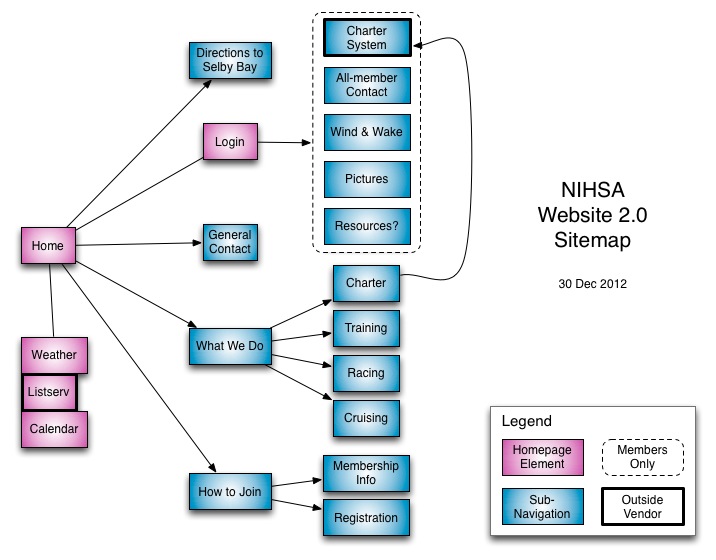 Charter
System
Directions to
Selby Bay
All-member
Contact
Login
Wind & Wake
Pictures
Resources?
NIHSA
Website 2.0
Sitemap
30 Dec 2012
Home
General
Contact
Charter
Training
What We Do
Racing
Cruising
Weather
Listserv
Calendar
Membership
Info
How to Join
Registration
Legend
Homepage
Element
Members
Only
Sub-
Navigation
Outside
Vendor